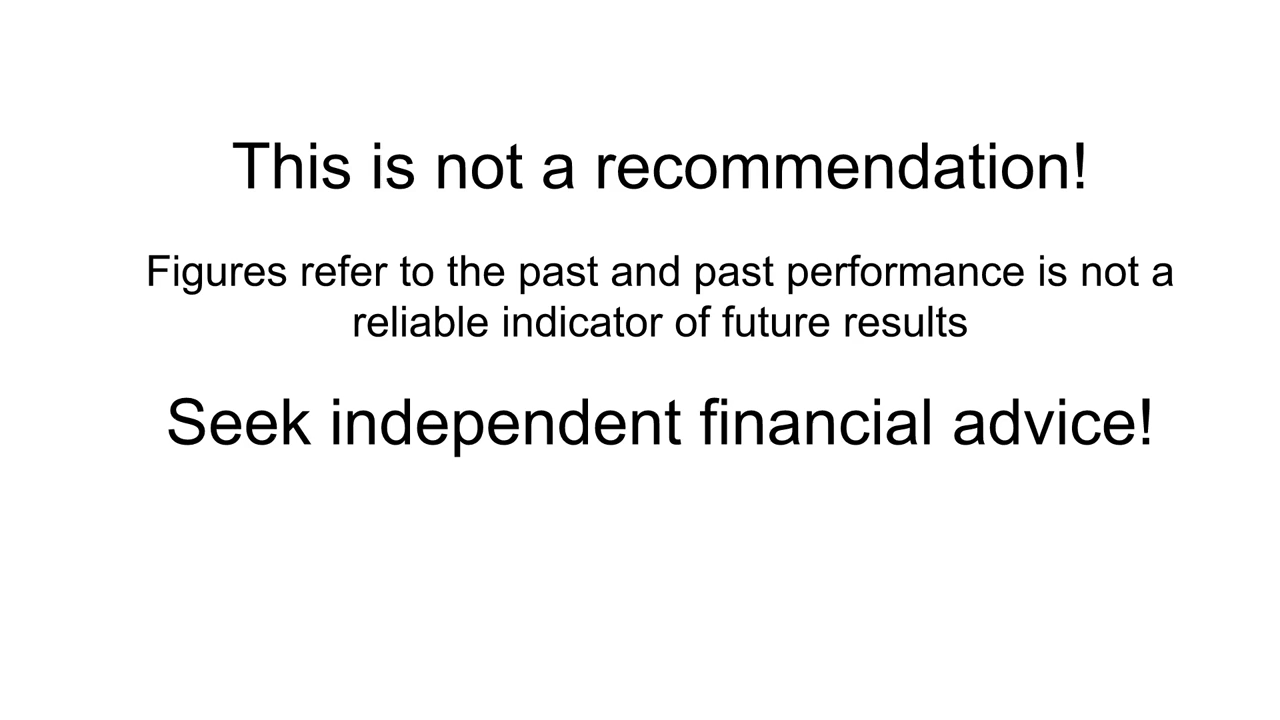 This is not a recommendation!
Figures refer to the past and past performance is not a
reliable indicator of future results
Seek independent financial advice!